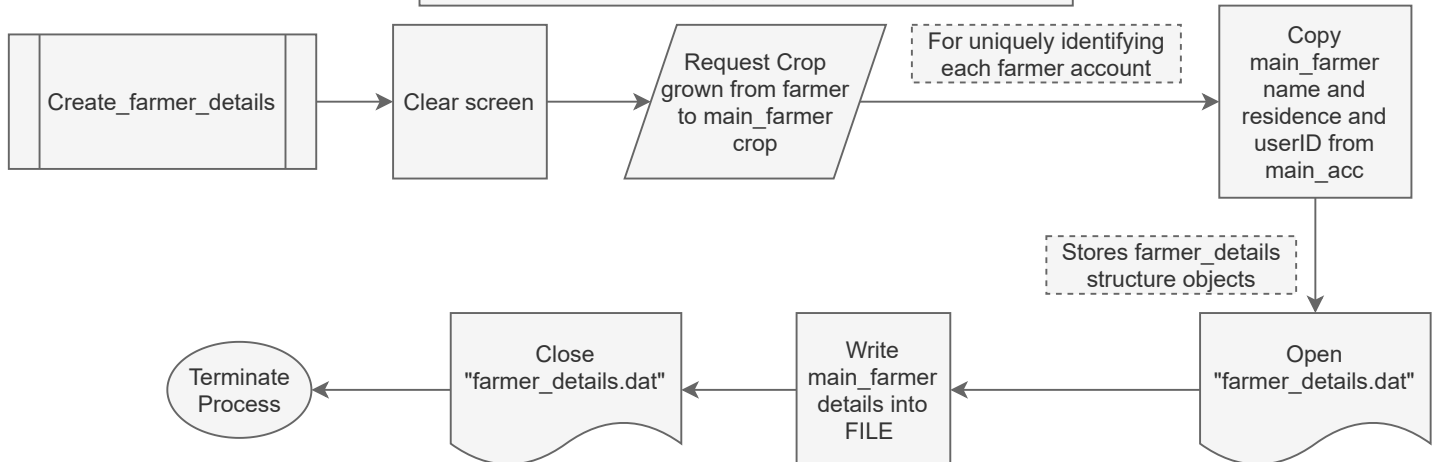 Create_farmer_details
Clear screen
Request Crop
grown from farmer
to main_farmer
crop
For uniquely identifying
each farmer account
Copy
main_farmer
name and
residence and
userID from
main_acc
Stores farmer_details
structure objects
Open
"farmer_details.dat"
Write
main_farmer
details into
FILE
Close
"farmer_details.dat"
Terminate
Process